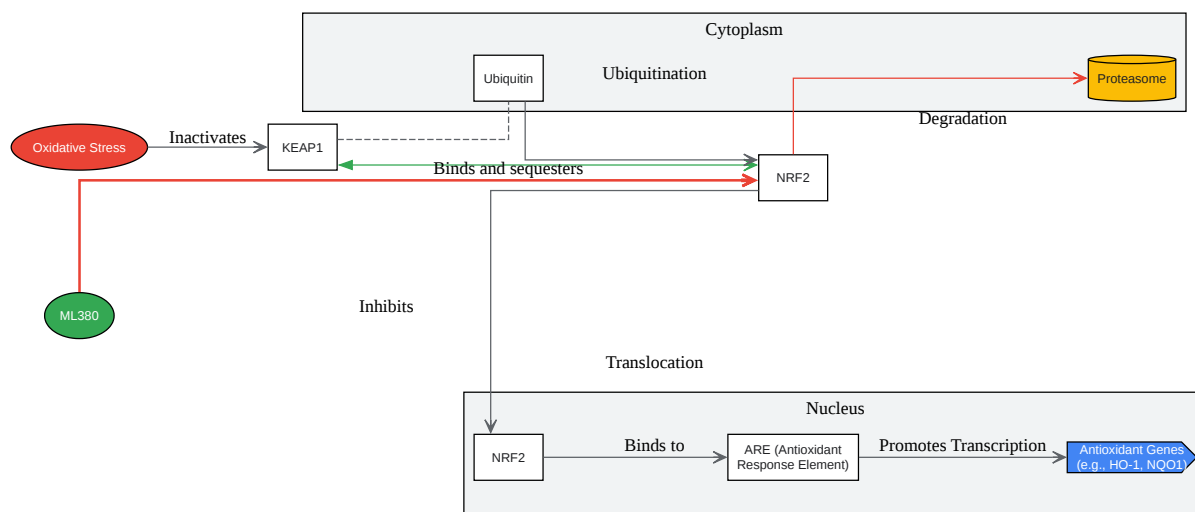 Cytoplasm
Ubiquitin
Ubiquitination
Proteasome
Degradation
Oxidative Stress
Inactivates
KEAP1
Binds and sequesters
NRF2
ML380
Inhibits
Translocation
Nucleus
NRF2
Binds to
ARE (Antioxidant
Response Element)
Promotes Transcription
Antioxidant Genes
(e.g., HO-1, NQO1)